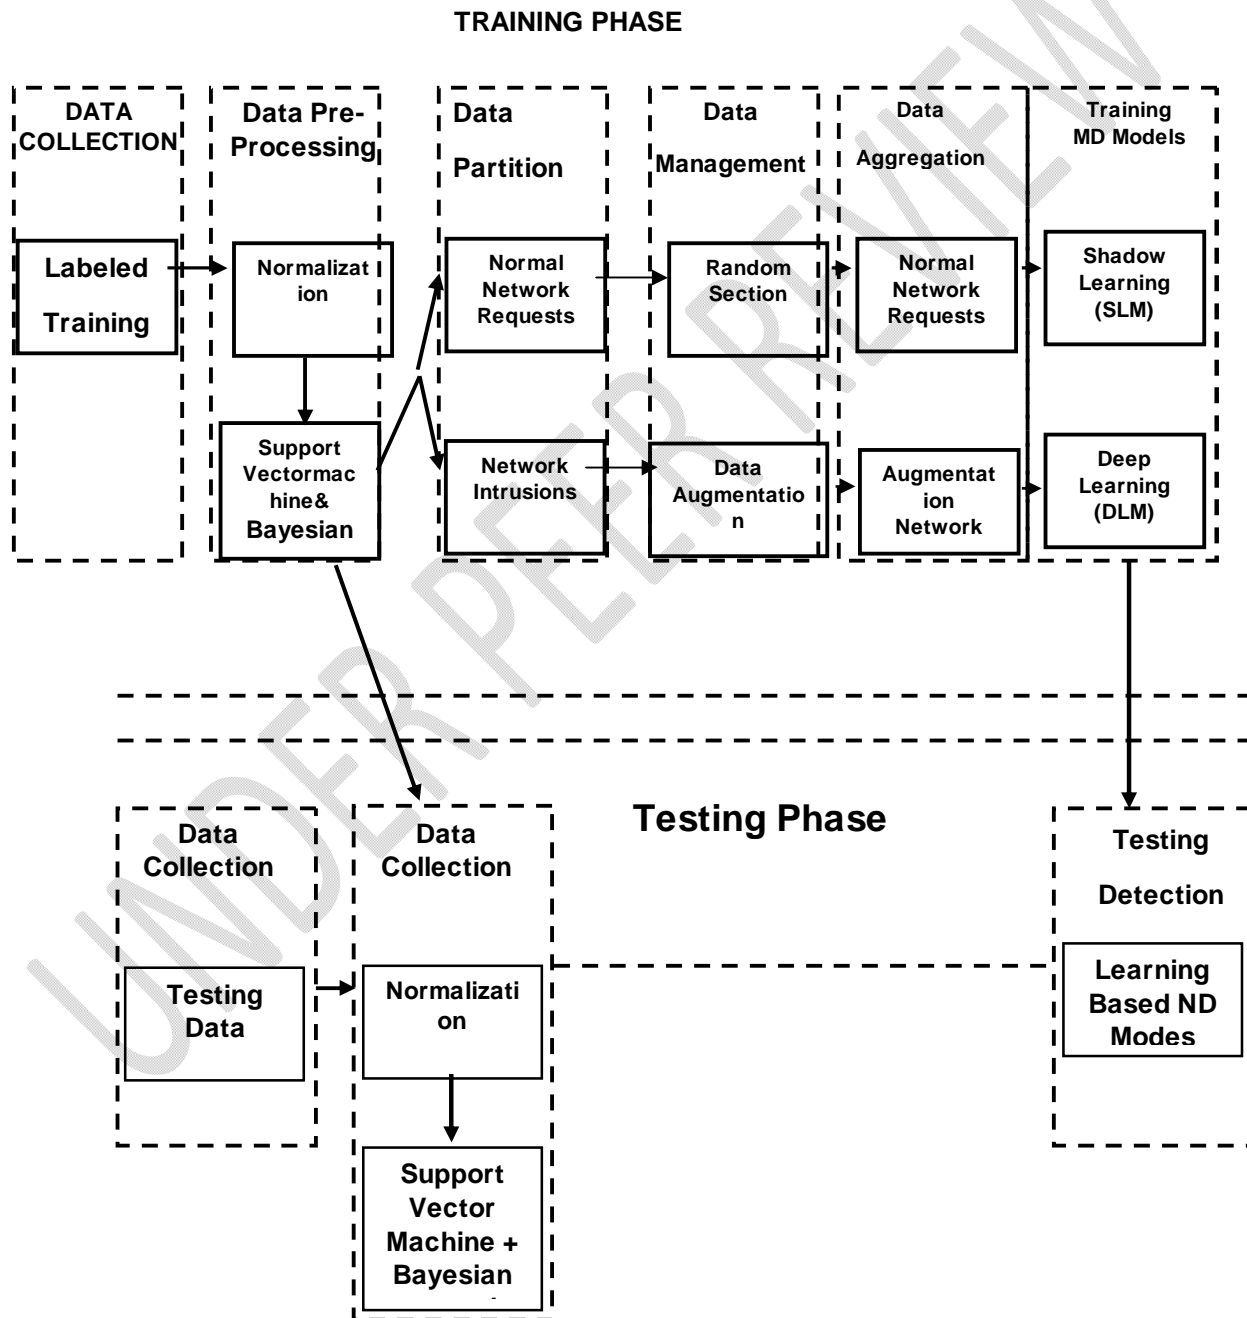 TRAINING PHASE
DATA
COLLECTION
Data Pre-
Processing
Data
Partition
Data
Management
Data
Aggregation
Training
MD Models
Labeled
Training
Normalizat
ion
Normal
Network
Requests
Random
Section
Normal
Network
Requests
Shadow
Learning
(SLM)
Support
Vectormac
hine&
Bayesian
Network
Intrusions
Data
Augmentatio
n
Augmentat
ion
Network
Deep
Learning
(DLM)
Testing Phase
Data
Collection
Data
Collection
Testing
Detection
Testing
Data
Normalizati
on
Learning
Based ND
Modes
Support
Vector
Machine +
Bayesian
UNDER PEER REVIEW